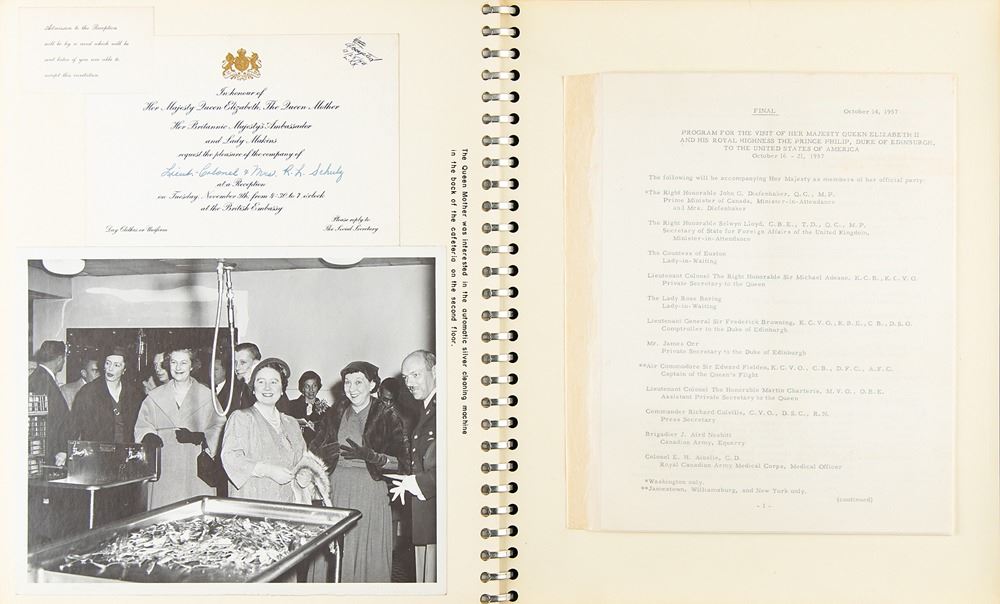 Admission to the Reception
will be by a card which will be
sent later if you are able to
accept this invitation
Accepted
In honour of
Her Majesty Queen Elizabeth, The Queen Mother
Her Britannic Majesty's Ambassador
and Lady Makins
request the pleasure of the company of
Lieut-Colonel & Mrs. R. L. Schulz
at a Reception
on Tuesday, November 9th, from 4:30 to 7 o'clock
at the British Embassy
Day Clothes or Uniform
Please reply to
The Social Secretary
The Queen Mother was interested in the automatic silver cleaning machine
in the back of the cafeteria on the second floor.
FINAL
October 14, 1957
PROGRAM FOR THE VISIT OF HER MAJESTY QUEEN ELIZABETH II
AND HIS ROYAL HIGHNESS THE PRINCE PHILIP, DUKE OF EDINBURGH,
TO THE UNITED STATES OF AMERICA
October 16 - 21, 1957
The following will be accompanying Her Majesty as members of her official party:
*The Right Honorable John G. Diefenbaker, Q.C., M.P.
Prime Minister of Canada, Minister-in-Attendance
and Mrs. Diefenbaker
The Right Honorable Selwyn Lloyd, C.B.E., T.D., Q.C., M.P.
Secretary of State for Foreign Affairs of the United Kingdom,
Minister-in-Attendance
The Countess of Euston
Lady-in-Waiting
Lieutenant Colonel The Right Honorable Sir Michael Adeane, K.C.B., K.C.V.O.
Private Secretary to the Queen
The Lady Rose Baring
Lady-in-Waiting
Lieutenant General Sir Frederick Browning, K.C.V.O., K.B.E., C.B., D.S.O.
Comptroller to the Duke of Edinburgh
Mr. James Orr
Private Secretary to the Duke of Edinburgh
**Air Commodore Sir Edward Fielden, K.C.V.O., C.B., D.F.C., A.F.C.
Captain of the Queen's Flight
Lieutenant Colonel The Honorable Martin Charteris, M.V.O., O.B.E.
Assistant Private Secretary to the Queen
Commander Richard Colville, C.V.O., D.S.C., R.N.
Press Secretary
Brigadier J. Aird Nesbitt
Canadian Army, Equerry
Colonel E. H. Ainslie, C.D.
Royal Canadian Army Medical Corps, Medical Officer
*Washington only.
**Jamestown, Williamsburg, and New York only.
(continued)
- 1 -